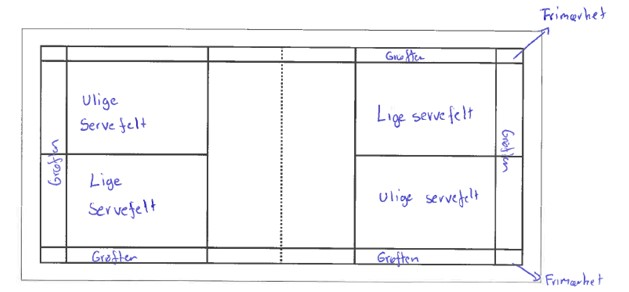 Frimærket
Grøften
Ulige
Servefelt
Lige servefelt
Grøften
Grøften
Lige
Servefelt
Ulige servefelt
Grøften
Grøften
Frimærket